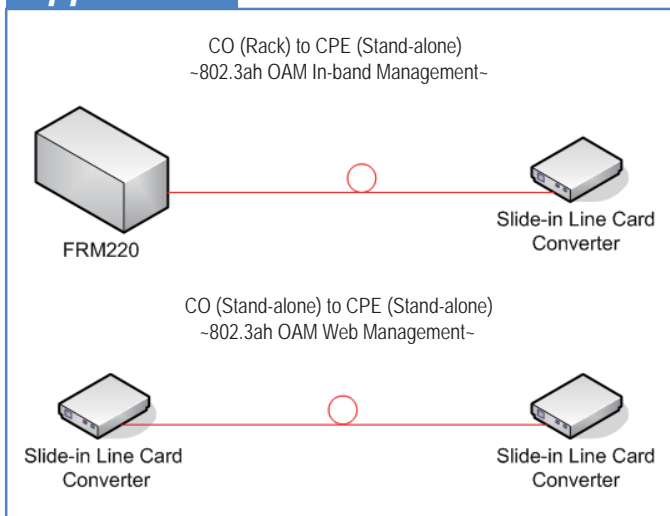 CO (Rack) to CPE (Stand-alone)
~802.3ah OAM In-band Management~
FRM220
Slide-in Line Card
Converter
CO (Stand-alone) to CPE (Stand-alone)
~802.3ah OAM Web Management~
Slide-in Line Card
Converter
Slide-in Line Card
Converter